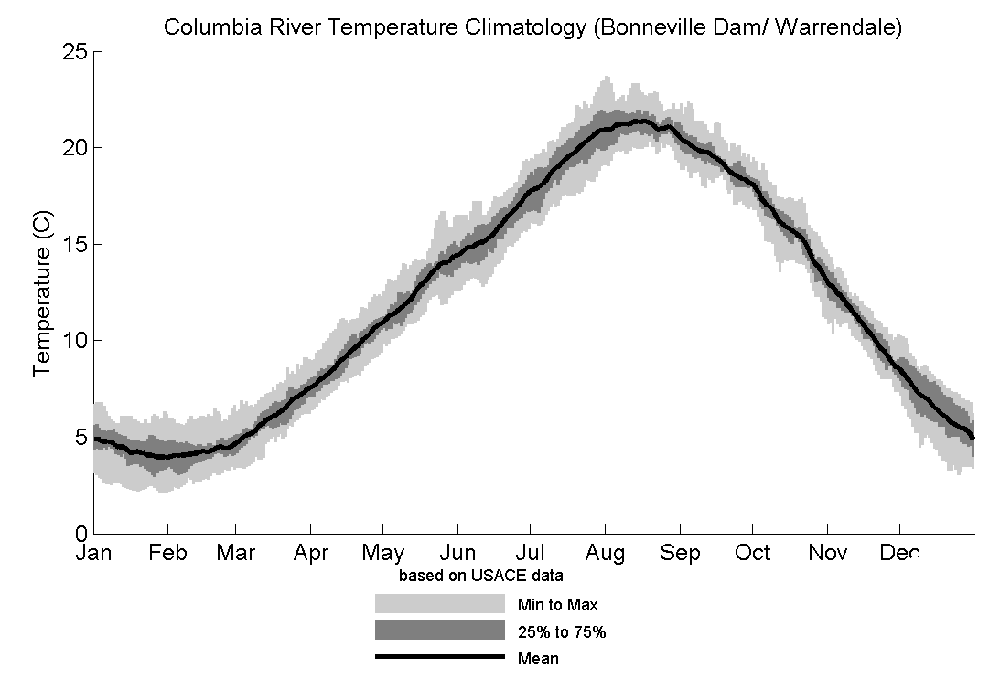 Columbia River Temperature Climatology (Bonneville Dam/ Warrendale)
25
20
15
10
5
0
Temperature (C)
Jan Feb Mar Apr May Jun Jul Aug Sep Oct Nov Dec
based on USACE data
Min to Max
25% to 75%
Mean